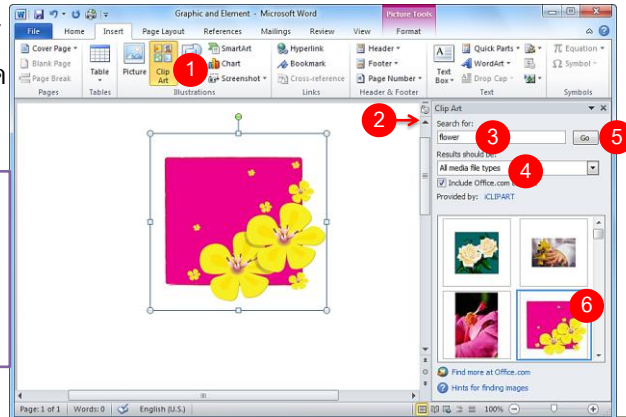 Graphic and Element - Microsoft Word
Picture Tools
File Home Insert Page Layout References Mailings Review View Format
Cover Page
Blank Page
Page Break
Pages
Table
Tables
Picture
Clip Art
SmartArt
Chart
Screenshot
Illustrations
Hyperlink
Bookmark
Cross-reference
Links
Header
Footer
Page Number
Header & Footer
Text Box
Quick Parts
WordArt
Drop Cap
Text
Equation
Symbol
Symbols
1
2
Clip Art
Search for:
flower
3
Go
5
Results should be:
All media file types
4
Include Office.com
Provided by: iCLIPART
6
Find more at Office.com
Hints for finding images
Page: 1 of 1 Words: 0 English (U.S.) 100%